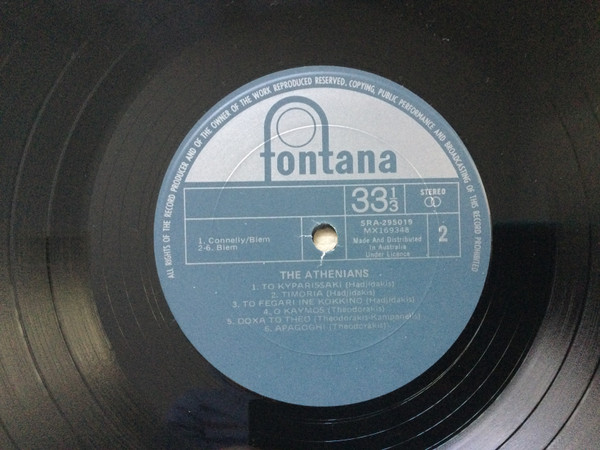 ALL RIGHTS OF THE RECORD PRODUCER AND OF THE OWNER OF THE WORK REPRODUCED RESERVED. COPYING, PUBLIC PERFORMANCE AND BROADCASTING OF THIS RECORD PROHIBITED
fontana
33 1/3
STEREO
SRA-295019
MX169348
1. Connelly/Blem
2-6. Blem
Made And Distributed
In Australia
Under Licence
2
THE ATHENIANS
1. TO KYPARISSAKI (Hadjidakis)
2. TIMORIA (Hadjidakis)
3. TO FEGARI INE KOKKINO (Hadjidakis)
4. O KAYMOS (Theodorakis)
5. DOXA TO THEO (Theodorakis-Kampanelis)
6. APAGOGHI (Theodorakis)